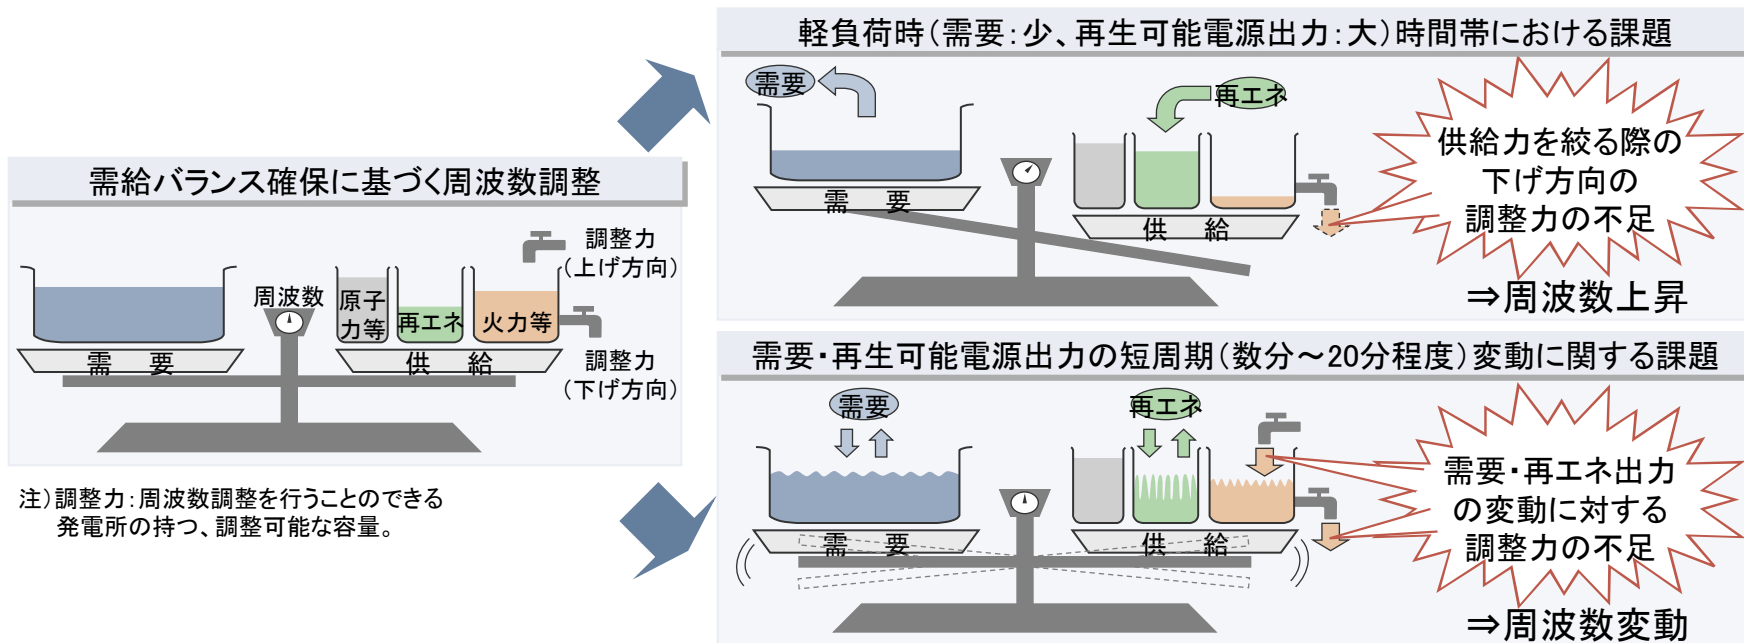 需給バランス確保に基づく周波数調整
調整力
（上げ方向）
周波数
原子
力等
再エネ
火力等
需　要
供　給
調整力
（下げ方向）
注）調整力：周波数調整を行うことのできる
発電所の持つ、調整可能な容量。
軽負荷時（需要：少、再生可能電源出力：大）時間帯における課題
需要
再エネ
需　要
供　給
供給力を絞る際の
下げ方向の
調整力の不足
⇒周波数上昇
需要・再生可能電源出力の短周期（数分～20分程度）変動に関する課題
需要
再エネ
需　要
供　給
需要・再エネ出力
の変動に対する
調整力の不足
⇒周波数変動